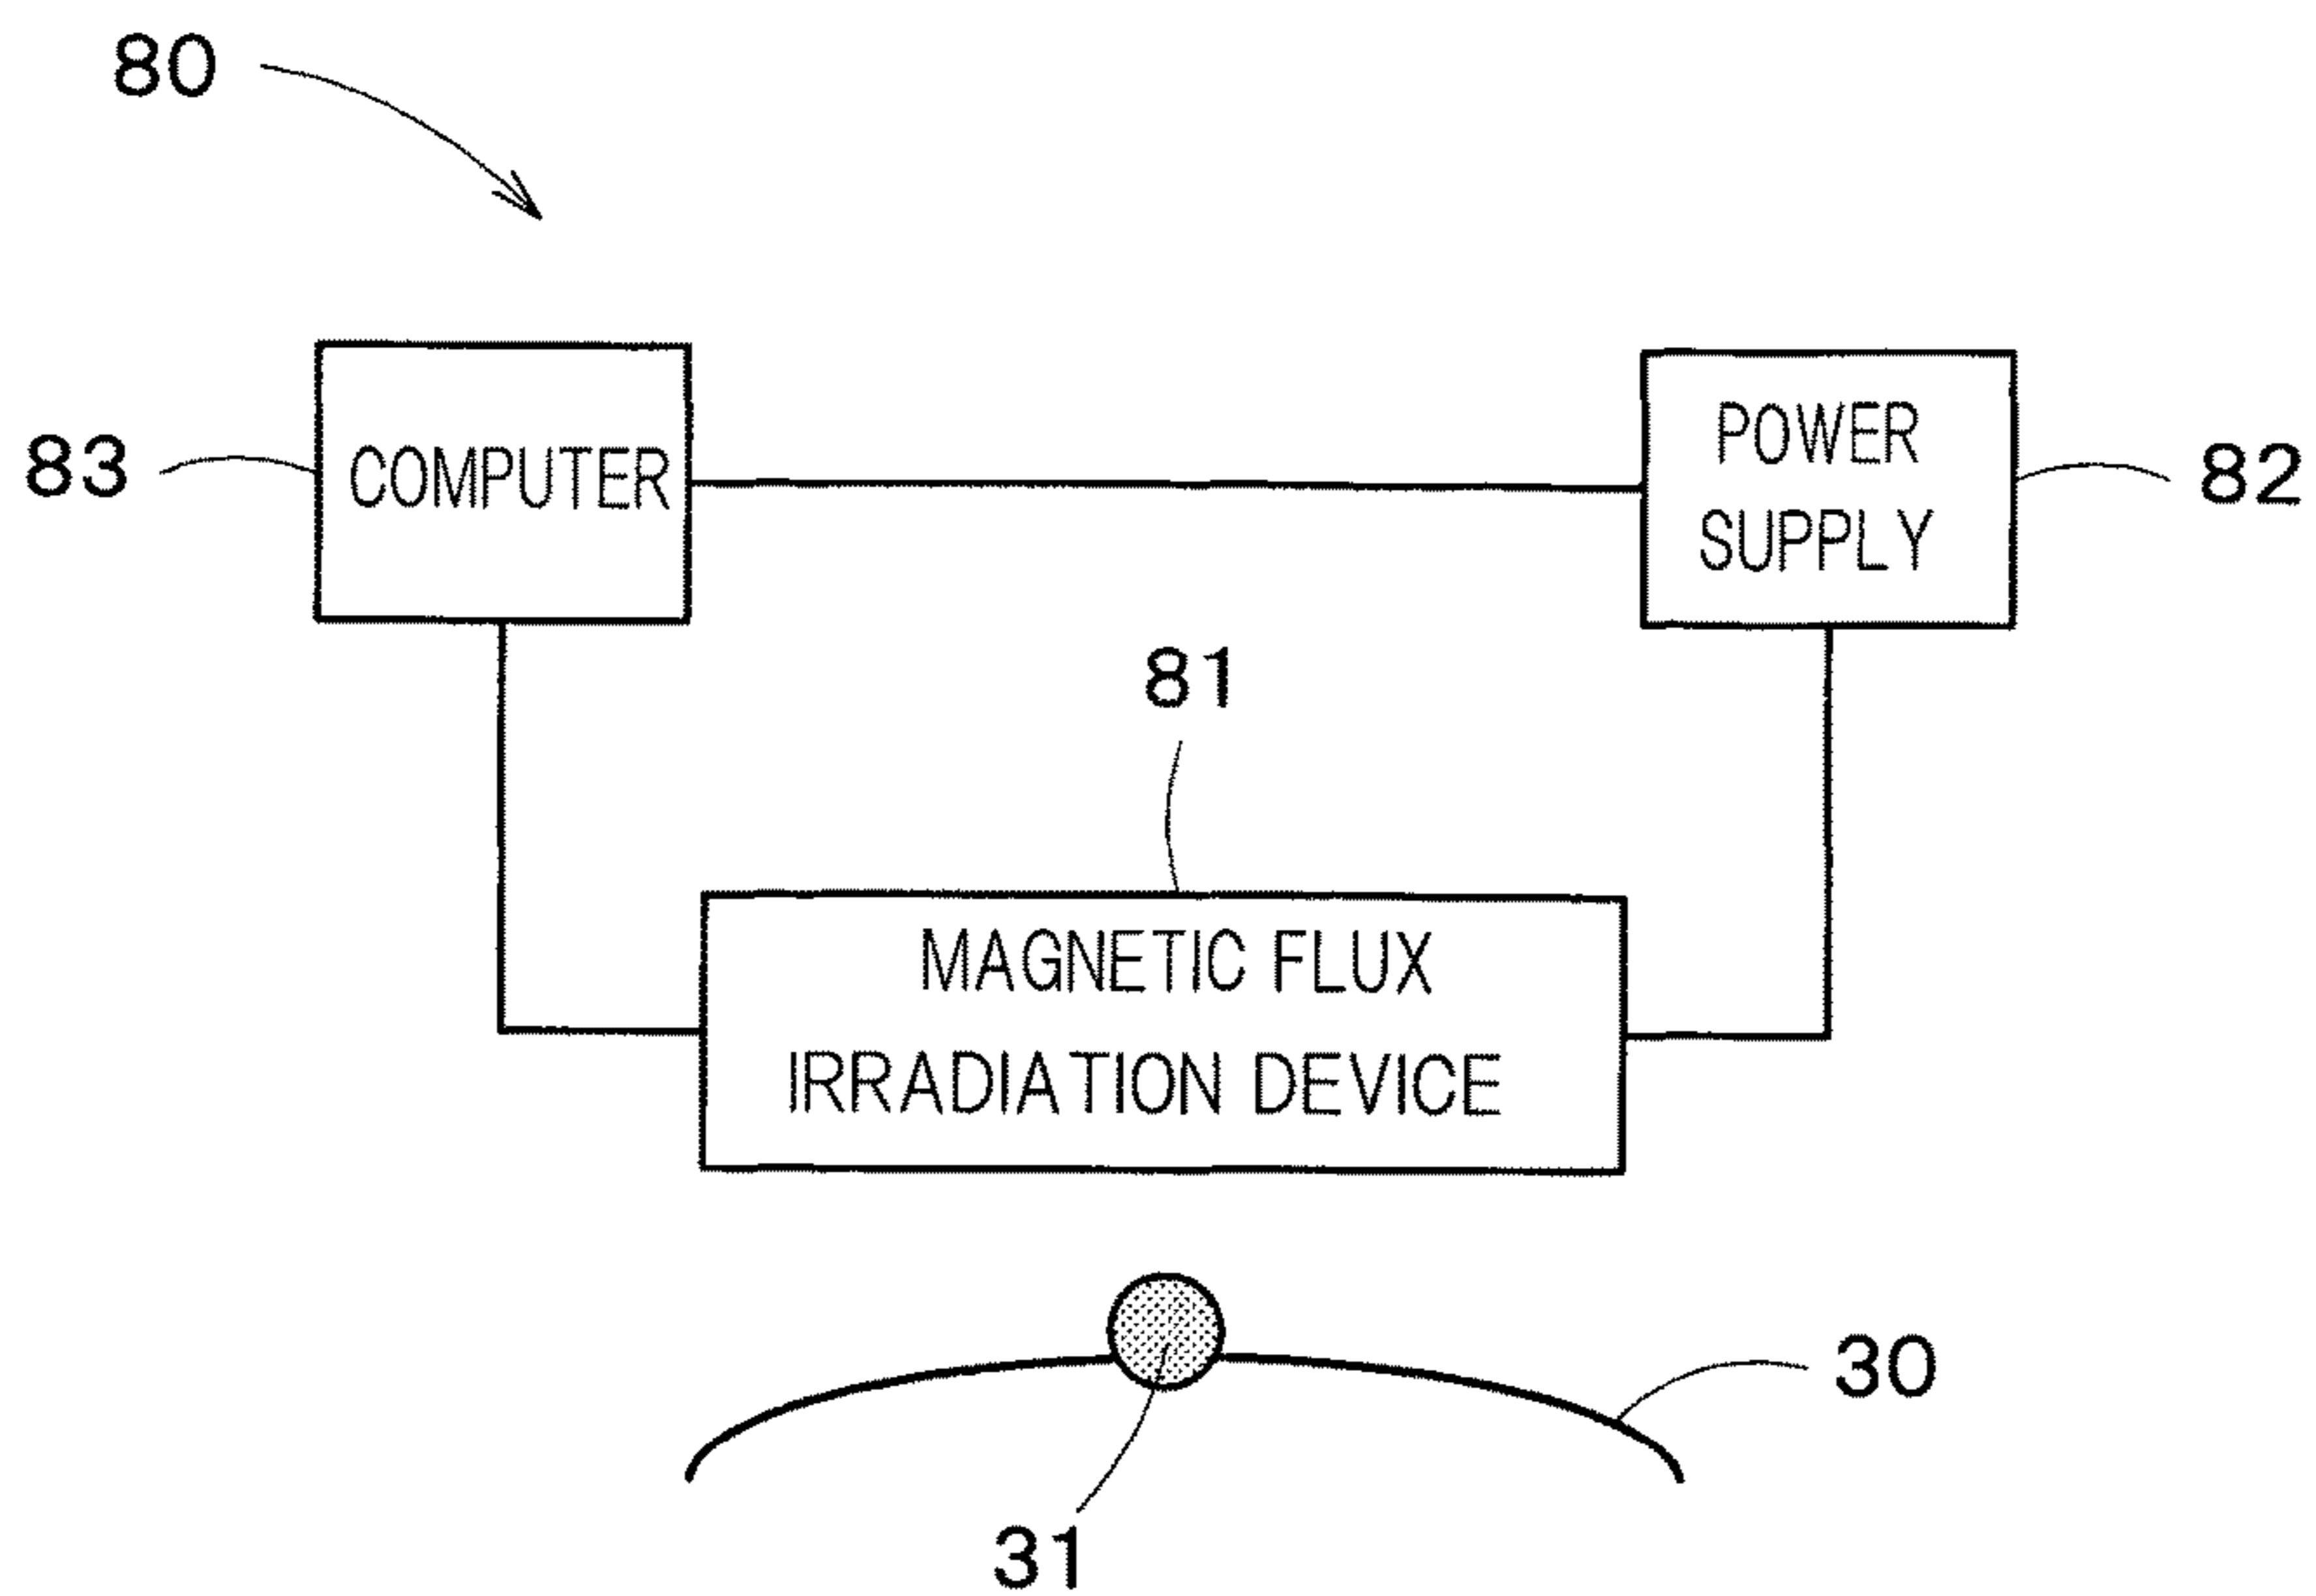 80
83
COMPUTER
POWER
SUPPLY
82
81
MAGNETIC FLUX
IRRADIATION DEVICE
30
31